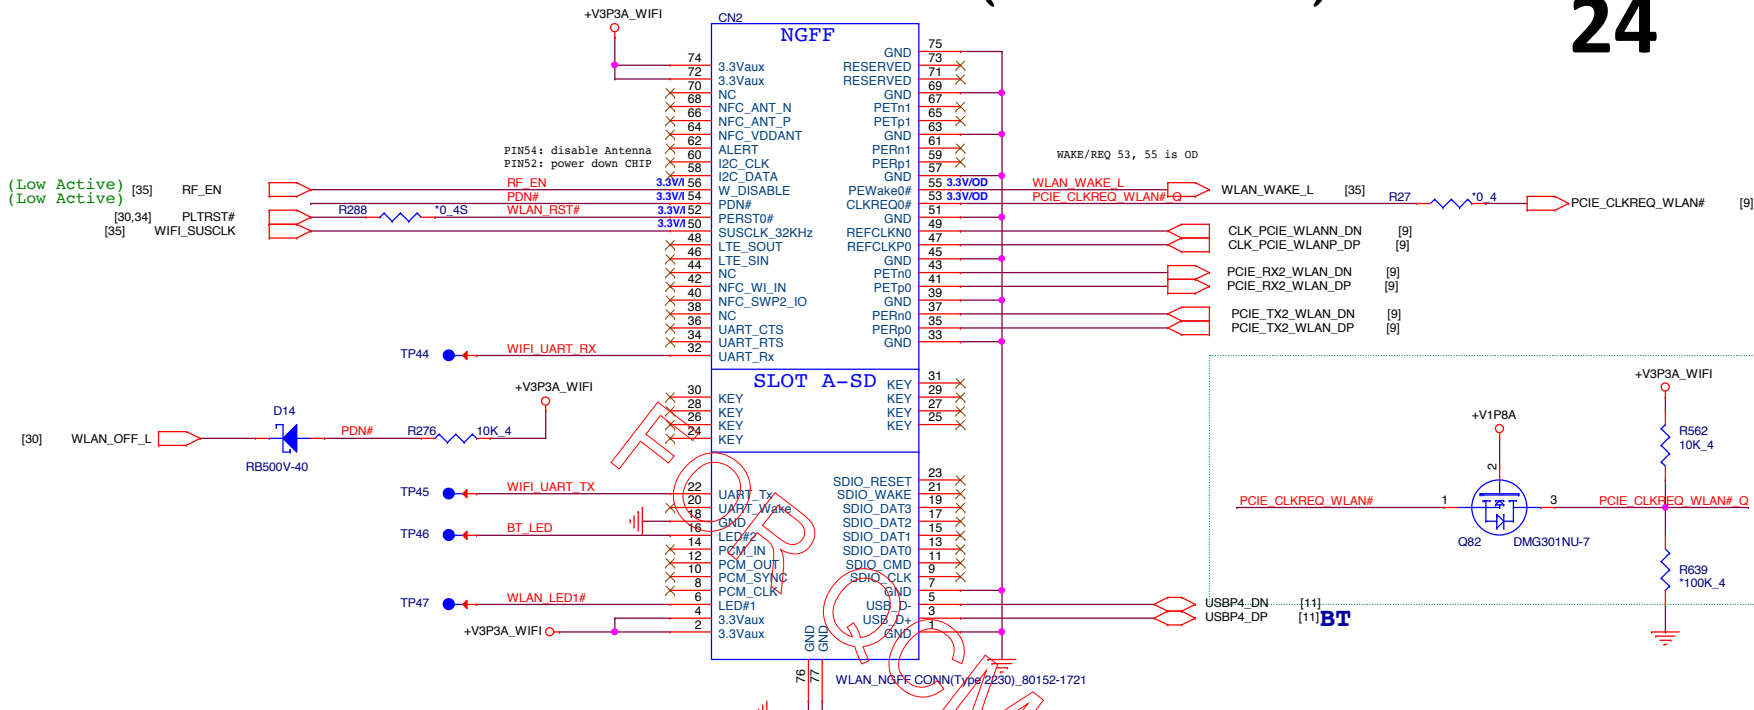 24
+V3P3A_WIFI
CN2
NGFF
74 3.3Vaux
72 3.3Vaux
70 NC
68 NFC_ANT_N
66 NFC_ANT_P
64 NFC_VDDANT
62 ALERT
60 I2C_CLK
58 I2C_DATA
56 W_DISABLE
54 PDN#
52 PERST0#
50 SUSCLK_32KHz
48 LTE_SOUT
46 LTE_SIN
44 NC
42 NFC_WI_IN
40 NFC_SWP2_IO
38 NC
36 UART_CTS
34 UART_RTS
32 UART_Rx
GND 75
RESERVED 73
RESERVED 71
GND 69
PETn1 67
PETp1 65
GND 63
PERn1 61
PERp1 59
GND 57
PEWake0# 55
CLKREQ0# 53
GND 51
REFCLKN0 49
REFCLKP0 47
GND 45
PETn0 43
PETp0 41
GND 39
PERn0 37
PERp0 35
GND 33
PIN54: disable Antenna
PIN52: power down CHIP
WAKE/REQ 53, 55 is OD
(Low Active) [35] RF_EN RF_EN 3.3V/I
(Low Active) PDN# 3.3V/I
[30,34] PLTRST# R288 *0_4S WLAN_RST# 3.3V/I
[35] WIFI_SUSCLK 3.3V/I
3.3V/OD WLAN_WAKE_L WLAN_WAKE_L [35]
3.3V/OD PCIE_CLKREQ_WLAN#_Q R27 *0_4 PCIE_CLKREQ_WLAN# [9]
CLK_PCIE_WLANN_DN [9]
CLK_PCIE_WLANP_DP [9]
PCIE_RX2_WLAN_DN [9]
PCIE_RX2_WLAN_DP [9]
PCIE_TX2_WLAN_DN [9]
PCIE_TX2_WLAN_DP [9]
TP44 WIFI_UART_RX
SLOT A-SD
30 KEY
28 KEY
26 KEY
24 KEY
KEY 31
KEY 29
KEY 27
KEY 25
+V3P3A_WIFI
[30] WLAN_OFF_L D14 PDN# R276 10K_4
RB500V-40
22 UART_Tx
20 UART_Wake
18 GND
16 LED#2
14 PCM_IN
12 PCM_OUT
10 PCM_SYNC
8 PCM_CLK
6 LED#1
4 3.3Vaux
2 3.3Vaux
SDIO_RESET 23
SDIO_WAKE 21
SDIO_DAT3 19
SDIO_DAT2 17
SDIO_DAT1 15
SDIO_DAT0 13
SDIO_CMD 11
SDIO_CLK 9
GND 7
USB_D- 5
USB_D+ 3
GND 1
TP45 WIFI_UART_TX
TP46 BT_LED
TP47 WLAN_LED1#
+V3P3A_WIFI
GND 76
GND 77
WLAN_NGFF CONN(Type 2230)_80152-1721
USBP4_DN [11]
USBP4_DP [11]
BT
+V3P3A_WIFI
+V1P8A
R562
10K_4
2
PCIE_CLKREQ_WLAN# 1 3 PCIE_CLKREQ_WLAN#_Q
Q82 DMG301NU-7
R639
*100K_4
FOR QCM